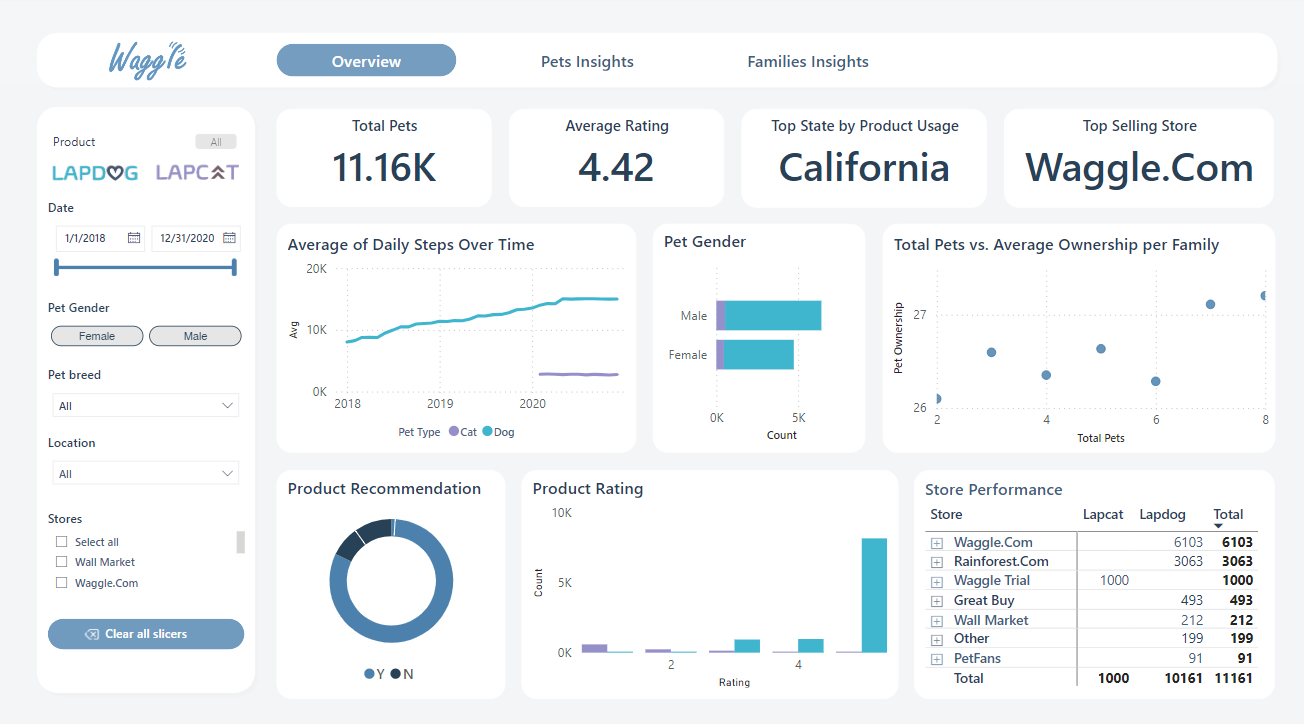 Waggle
Overview
Pets Insights
Families Insights
Product
All
LAPDOG
LAPCAT
Date
1/1/2018
12/31/2020
Pet Gender
Female
Male
Pet breed
All
Location
All
Stores
Select all
Wall Market
Waggle.Com
Clear all slicers
Total Pets
11.16K
Average Rating
4.42
Top State by Product Usage
California
Top Selling Store
Waggle.Com
Average of Daily Steps Over Time
20K
10K
0K
Avg
2018 2019 2020
Pet Type Cat Dog
Pet Gender
Male
Female
0K 5K
Count
Total Pets vs. Average Ownership per Family
27
26
Pet Ownership
2 4 6 8
Total Pets
Product Recommendation
Y N
Product Rating
10K
5K
0K
Count
2 4
Rating
Store Performance
Store Lapcat Lapdog Total
Waggle.Com 6103 6103
Rainforest.Com 3063 3063
Waggle Trial 1000 1000
Great Buy 493 493
Wall Market 212 212
Other 199 199
PetFans 91 91
Total 1000 10161 11161